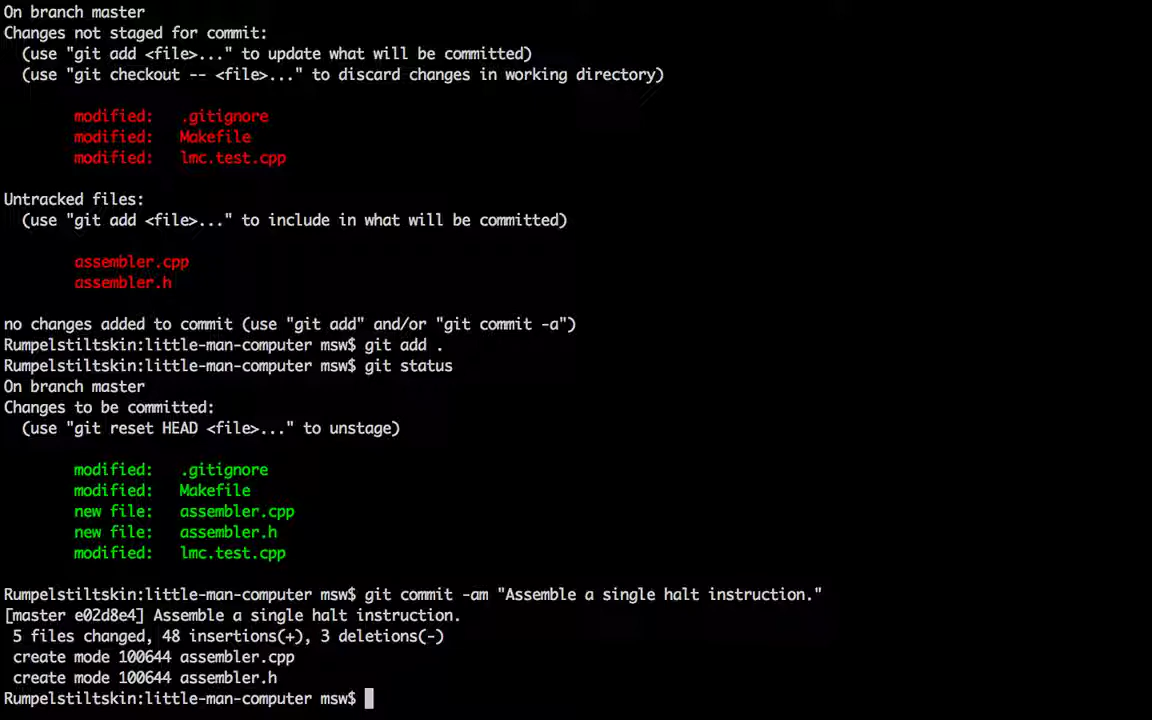 On branch master
Changes not staged for commit:
  (use "git add <file>..." to update what will be committed)
  (use "git checkout -- <file>..." to discard changes in working directory)
        modified:   .gitignore
        modified:   Makefile
        modified:   lmc.test.cpp
Untracked files:
  (use "git add <file>..." to include in what will be committed)
        assembler.cpp
        assembler.h
no changes added to commit (use "git add" and/or "git commit -a")
Rumpelstiltskin:little-man-computer msw$ git add .
Rumpelstiltskin:little-man-computer msw$ git status
On branch master
Changes to be committed:
  (use "git reset HEAD <file>..." to unstage)
        modified:   .gitignore
        modified:   Makefile
        new file:   assembler.cpp
        new file:   assembler.h
        modified:   lmc.test.cpp
Rumpelstiltskin:little-man-computer msw$ git commit -am "Assemble a single halt instruction."
[master e02d8e4] Assemble a single halt instruction.
 5 files changed, 48 insertions(+), 3 deletions(-)
 create mode 100644 assembler.cpp
 create mode 100644 assembler.h
Rumpelstiltskin:little-man-computer msw$